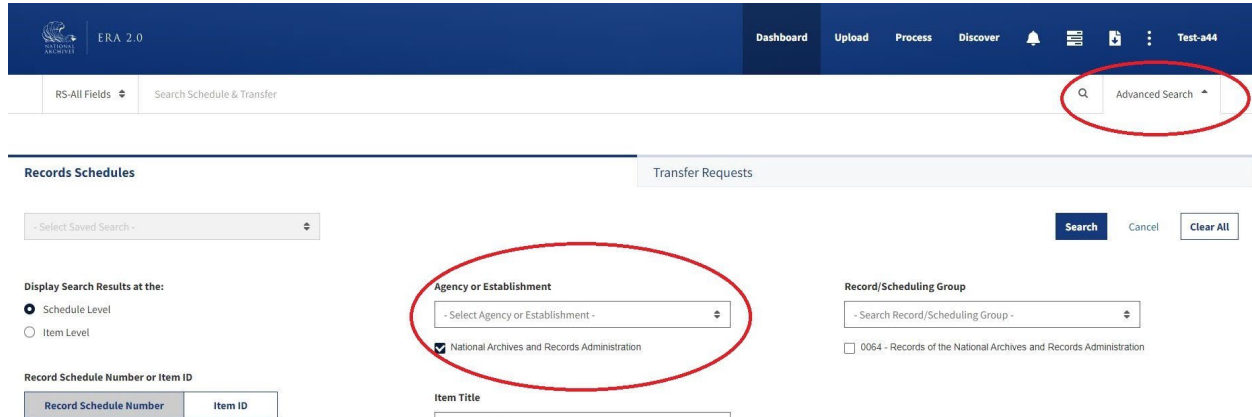 NATIONAL
ARCHIVES
ERA 2.0
Dashboard Upload Process Discover Test-a44
RS-All Fields Search Schedule & Transfer Advanced Search
Records Schedules Transfer Requests
- Select Saved Search - Search Cancel Clear All
Display Search Results at the: Agency or Establishment Record/Scheduling Group
Schedule Level - Select Agency or Establishment - - Search Record/Scheduling Group -
Item Level National Archives and Records Administration 0064 - Records of the National Archives and Records Administration
Record Schedule Number or Item ID
Item Title
Record Schedule Number Item ID